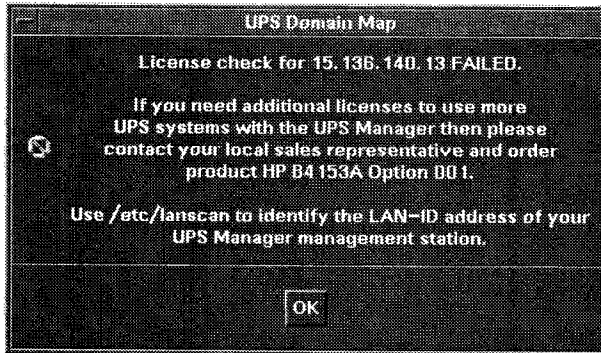 UPS Domain Map
License check for 15.136.140.13 FAILED.
If you need additional licenses to use more
UPS systems with the UPS Manager then please
contact your local sales representative and order
product HP B4153A Option 001.
Use /etc/lanscan to identify the LAN-ID address of your
UPS Manager management station.
OK